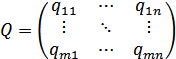 Q = ( q11 ⋯ q1n
⋮ ⋱ ⋮
qm1 ⋯ qmn )